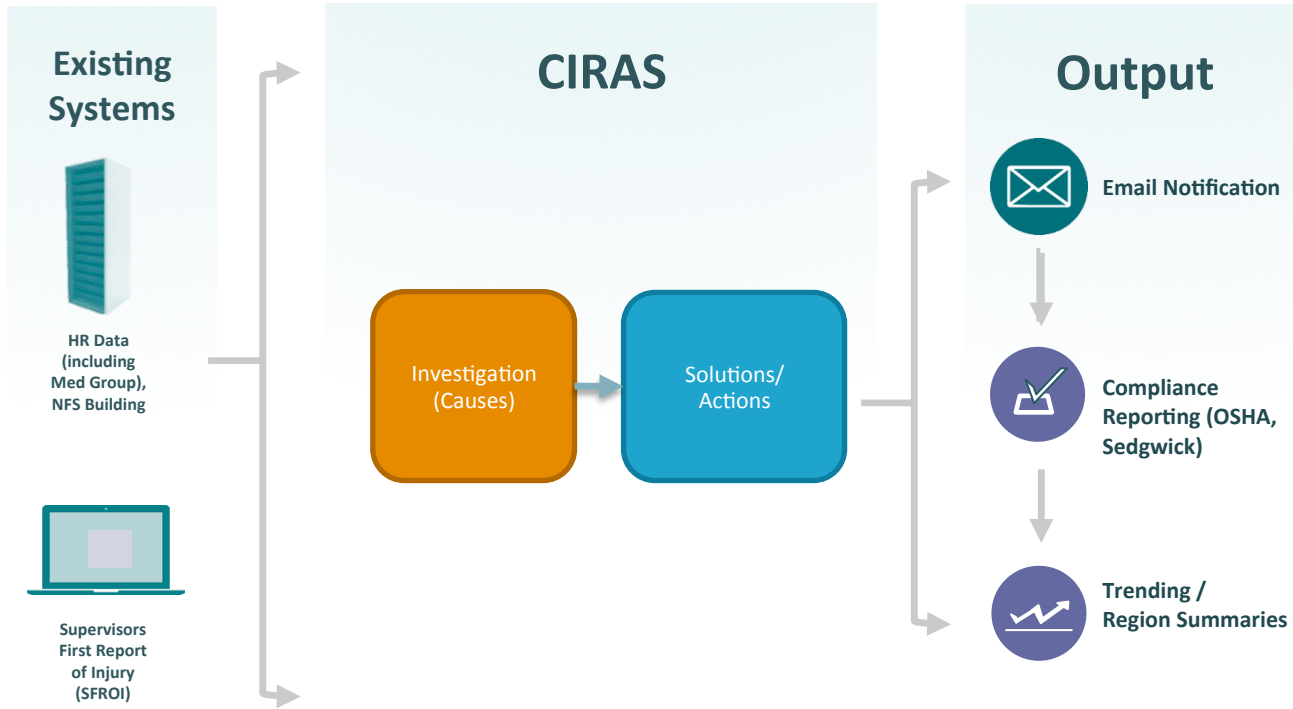 Existing
Systems
HR Data
(including
Med Group),
NFS Building
Supervisors
First Report
of Injury
(SFROI)
CIRAS
Investigation
(Causes)
Solutions/
Actions
Output
Email Notification
Compliance
Reporting (OSHA,
Sedgwick)
Trending /
Region Summaries